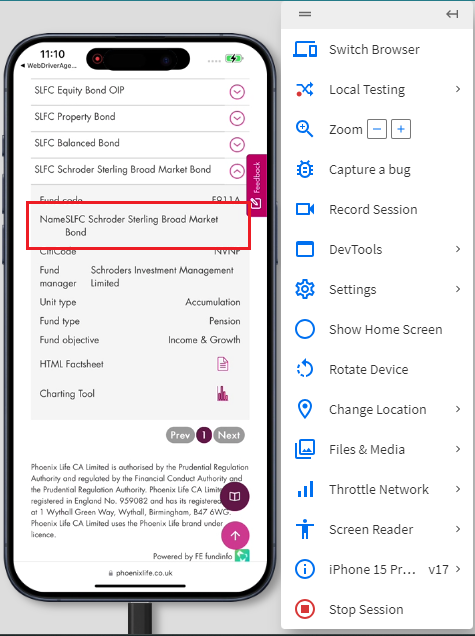 11:10
WebDriverAge...
SLFC Equity Bond OIP
SLFC Property Bond
SLFC Balanced Bond
SLFC Schroder Sterling Broad Market Bond
Feedback
Fund code F911A
NameSLFC Schroder Sterling Broad Market
Bond
CitiCode NVNP
Fund
manager
Schroders Investment Management
Limited
Unit type Accumulation
Fund type Pension
Fund objective Income & Growth
HTML Factsheet
Charting Tool
Prev 1 Next
Phoenix Life CA Limited is authorised by the Prudential Regulation
Authority and regulated by the Financial Conduct Authority and
the Prudential Regulation Authority. Phoenix Life CA Limited is
registered in England No. 959082 and has its registered
at 1 Wythall Green Way, Wythall, Birmingham, B47 6WG.
Phoenix Life CA Limited uses the Phoenix Life brand under
licence.
Powered by FE fundinfo
phoenixlife.co.uk
Switch Browser
Local Testing
Zoom − +
Capture a bug
Record Session
DevTools
Settings
Show Home Screen
Rotate Device
Change Location
Files & Media
Throttle Network
Screen Reader
iPhone 15 Pr... v17
Stop Session